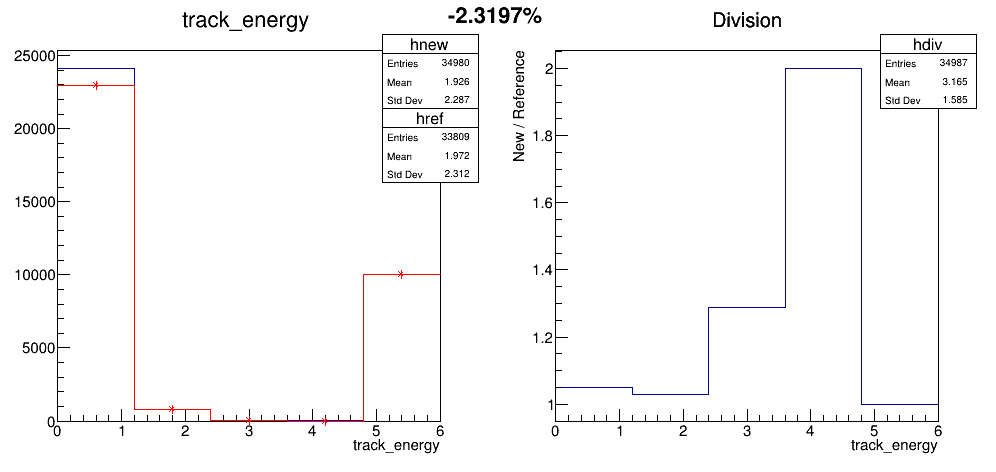 -2.3197%
track_energy
hnew
Entries 34980
Mean 1.926
Std Dev 2.287
href
Entries 33809
Mean 1.972
Std Dev 2.312
25000
20000
15000
10000
5000
0
0 1 2 3 4 5 6
track_energy
Division
hdiv
Entries 34987
Mean 3.165
Std Dev 1.585
New / Reference
2
1.8
1.6
1.4
1.2
1
0 1 2 3 4 5 6
track_energy